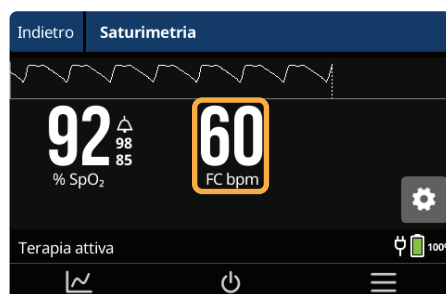 Indietro Saturimetria
92 98 60
85
% SpO₂ FC bpm
Terapia attiva 100%